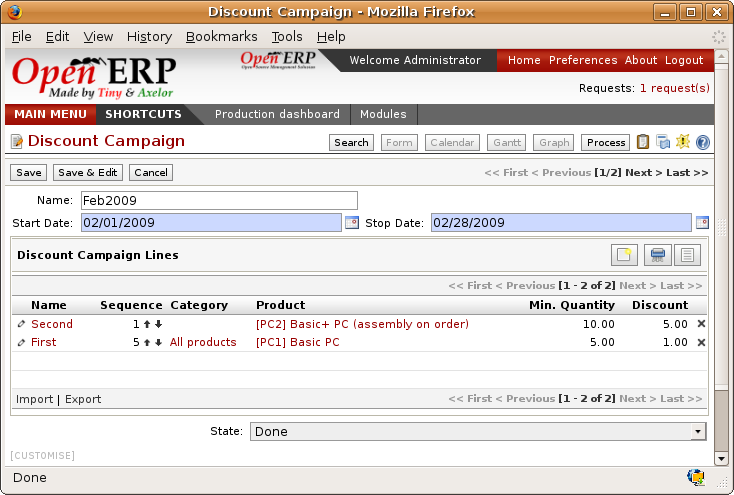 Discount Campaign - Mozilla Firefox
File Edit View History Bookmarks Tools Help
Open ERP
Made by Tiny & Axelor
Open ERP
Open Source Management Solution
Welcome Administrator
Home Preferences About Logout
Requests: 1 request(s)
MAIN MENU SHORTCUTS Production dashboard Modules
Discount Campaign
Search Form Calendar Gantt Graph Process
Save Save & Edit Cancel
<< First < Previous [1/2] Next > Last >>
Name: Feb2009
Start Date: 02/01/2009 Stop Date: 02/28/2009
Discount Campaign Lines
<< First < Previous [1 - 2 of 2] Next > Last >>
Name Sequence Category Product Min. Quantity Discount
Second 1 [PC2] Basic+ PC (assembly on order) 10.00 5.00
First 5 All products [PC1] Basic PC 5.00 1.00
Import | Export << First < Previous [1 - 2 of 2] Next > Last >>
State: Done
[CUSTOMISE]
Done